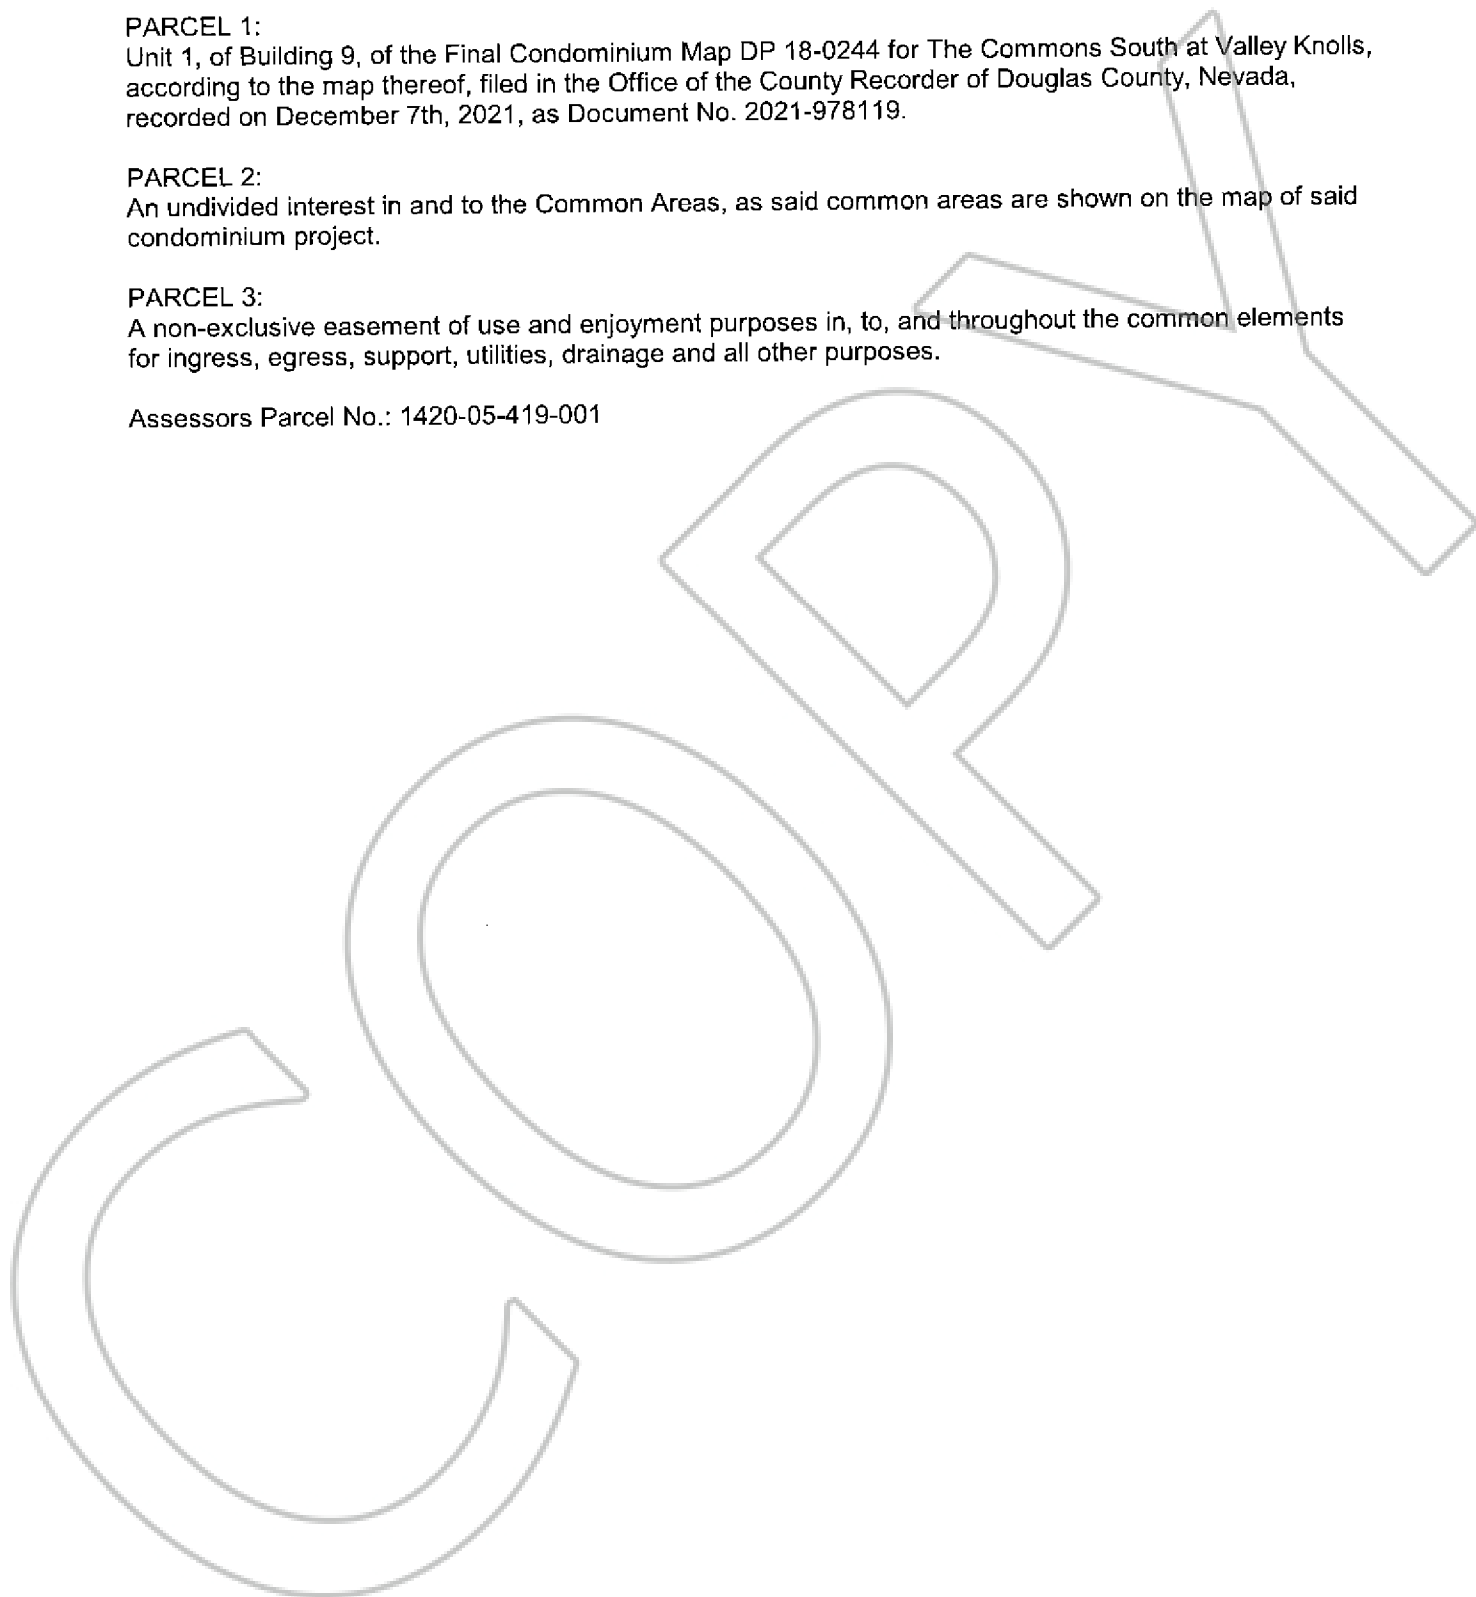 PARCEL 1:
Unit 1, of Building 9, of the Final Condominium Map DP 18-0244 for The Commons South at Valley Knolls,
according to the map thereof, filed in the Office of the County Recorder of Douglas County, Nevada,
recorded on December 7th, 2021, as Document No. 2021-978119.
PARCEL 2:
An undivided interest in and to the Common Areas, as said common areas are shown on the map of said
condominium project.
PARCEL 3:
A non-exclusive easement of use and enjoyment purposes in, to, and throughout the common elements
for ingress, egress, support, utilities, drainage and all other purposes.
Assessors Parcel No.: 1420-05-419-001
COPY